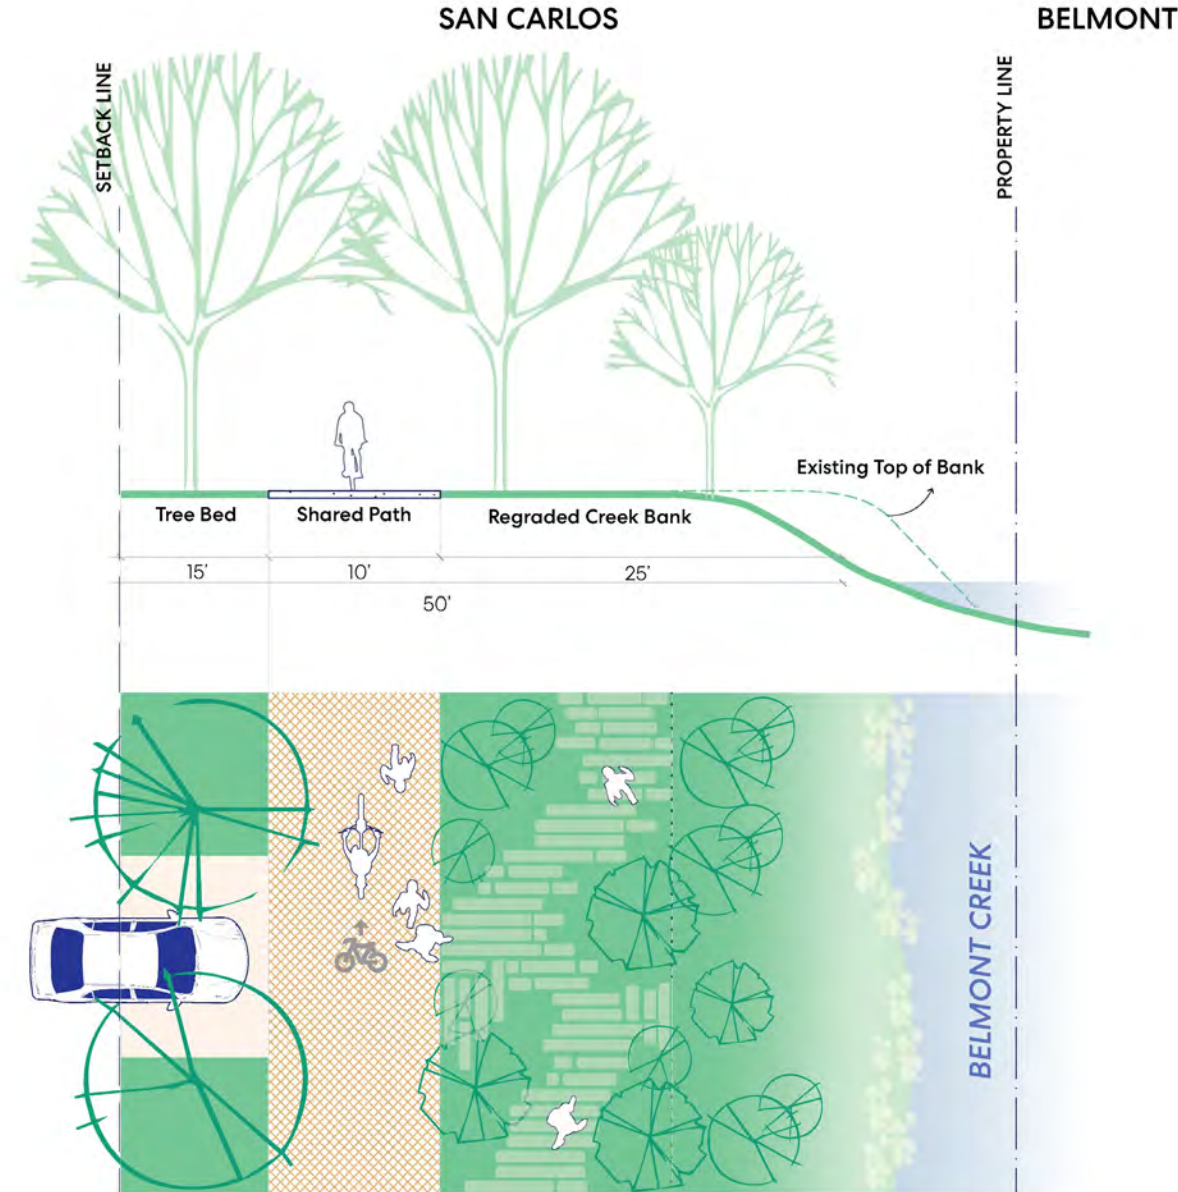 SAN CARLOS
BELMONT
SETBACK LINE
PROPERTY LINE
Existing Top of Bank
Tree Bed
Shared Path
Regraded Creek Bank
15'
10'
25'
50'
BELMONT CREEK